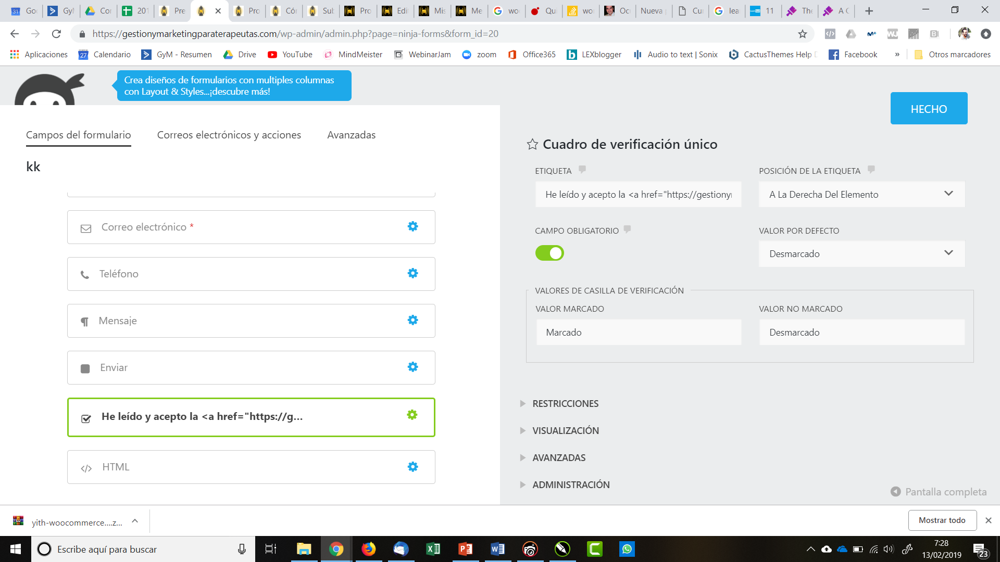 Go
GyM
Cor
201
Pre
Pro
Cór
Sub
Pro
Edi
Mis
Me
woo
Qu
wo
Oc
Nueva
Cu
lea
11
The
A C
https://gestionymarketingparaterapeutas.com/wp-admin/admin.php?page=ninja-forms&form_id=20
Aplicaciones
27
Calendario
GyM - Resumen
Drive
YouTube
MindMeister
WebinarJam
zoom
Office365
LEXblogger
Audio to text | Sonix
CactusThemes Help
Facebook
»
Otros marcadores
Crea diseños de formularios con multiples columnas
con Layout & Styles...¡descubre más!
HECHO
Campos del formulario
Correos electrónicos y acciones
Avanzadas
kk
Cuadro de verificación único
ETIQUETA
POSICIÓN DE LA ETIQUETA
He leído y acepto la <a href="https://gestiony
A La Derecha Del Elemento
Correo electrónico *
CAMPO OBLIGATORIO
VALOR POR DEFECTO
Desmarcado
Teléfono
VALORES DE CASILLA DE VERIFICACIÓN
VALOR MARCADO
VALOR NO MARCADO
Mensaje
Marcado
Desmarcado
Enviar
He leído y acepto la <a href="https://g...
HTML
RESTRICCIONES
VISUALIZACIÓN
AVANZADAS
ADMINISTRACIÓN
Pantalla completa
yith-woocommerce....z...
Mostrar todo
Escribe aquí para buscar
7:28
13/02/2019
23